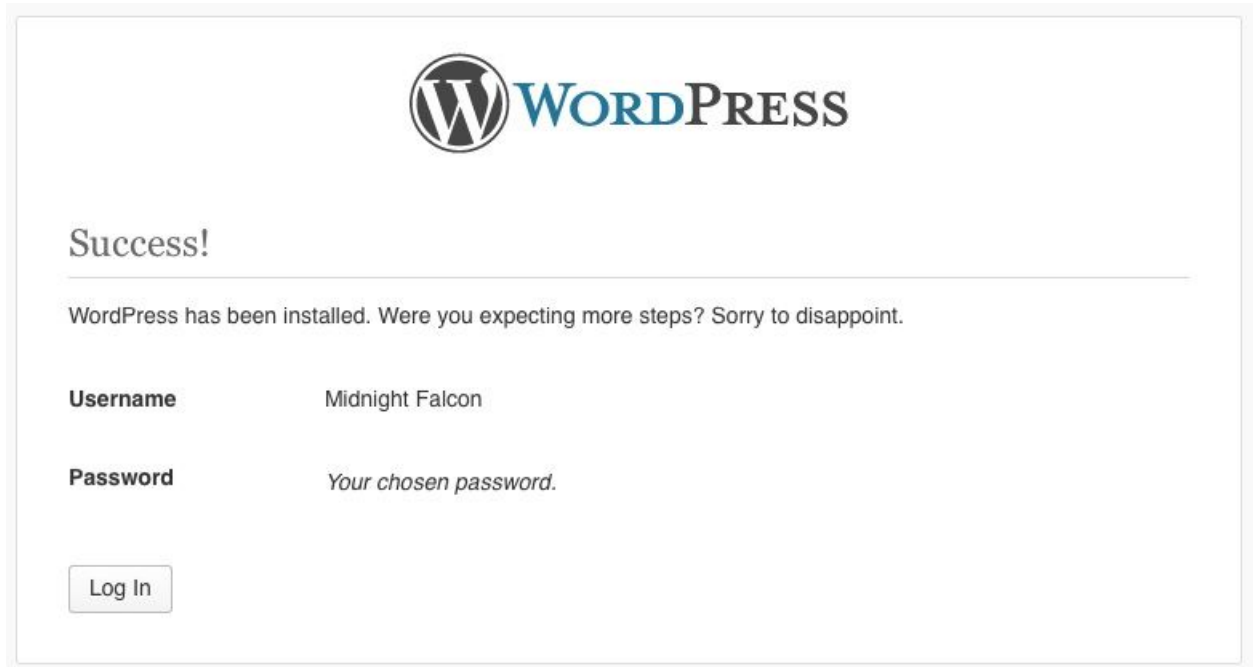 WORDPRESS
Success!
WordPress has been installed. Were you expecting more steps? Sorry to disappoint.
Username Midnight Falcon
Password Your chosen password.
Log In